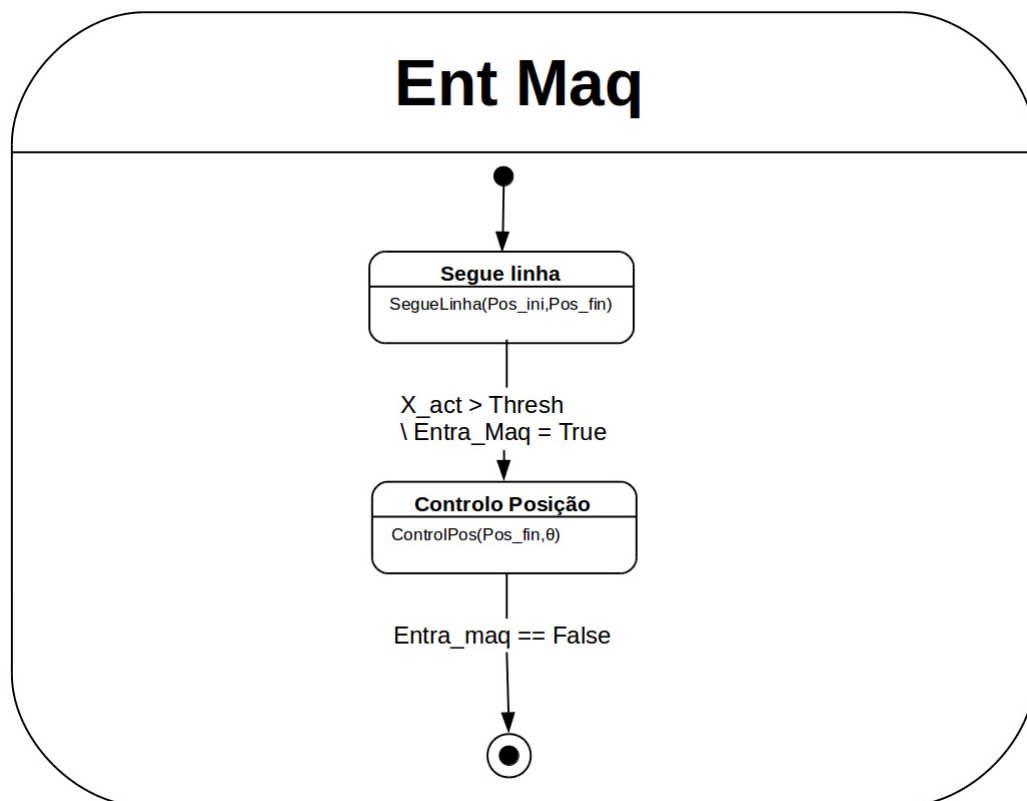 Ent Maq
Segue linha
SegueLinha(Pos_ini,Pos_fin)
X_act > Thresh
\ Entra_Maq = True
Controlo Posição
ControlPos(Pos_fin,θ)
Entra_maq == False